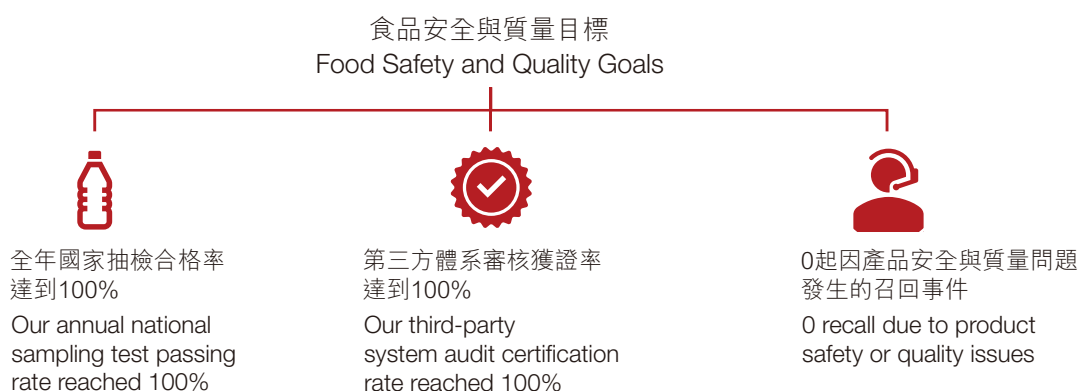 食品安全與質量目標
Food Safety and Quality Goals
全年國家抽檢合格率
達到100%
Our annual national
sampling test passing
rate reached 100%
第三方體系審核獲證率
達到100%
Our third-party
system audit certification
rate reached 100%
0起因產品安全與質量問題
發生的召回事件
0 recall due to product
safety or quality issues